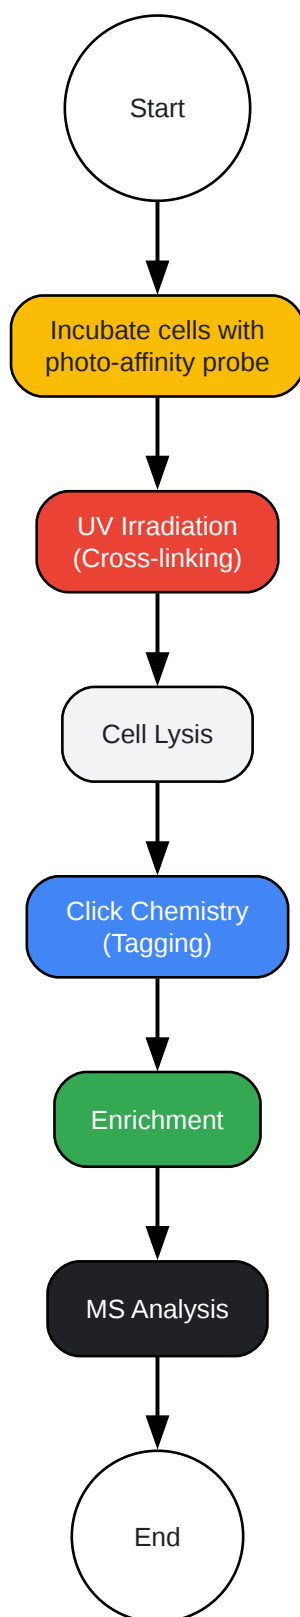 Start
Incubate cells with
photo-affinity probe
UV Irradiation
(Cross-linking)
Cell Lysis
Click Chemistry
(Tagging)
Enrichment
MS Analysis
End